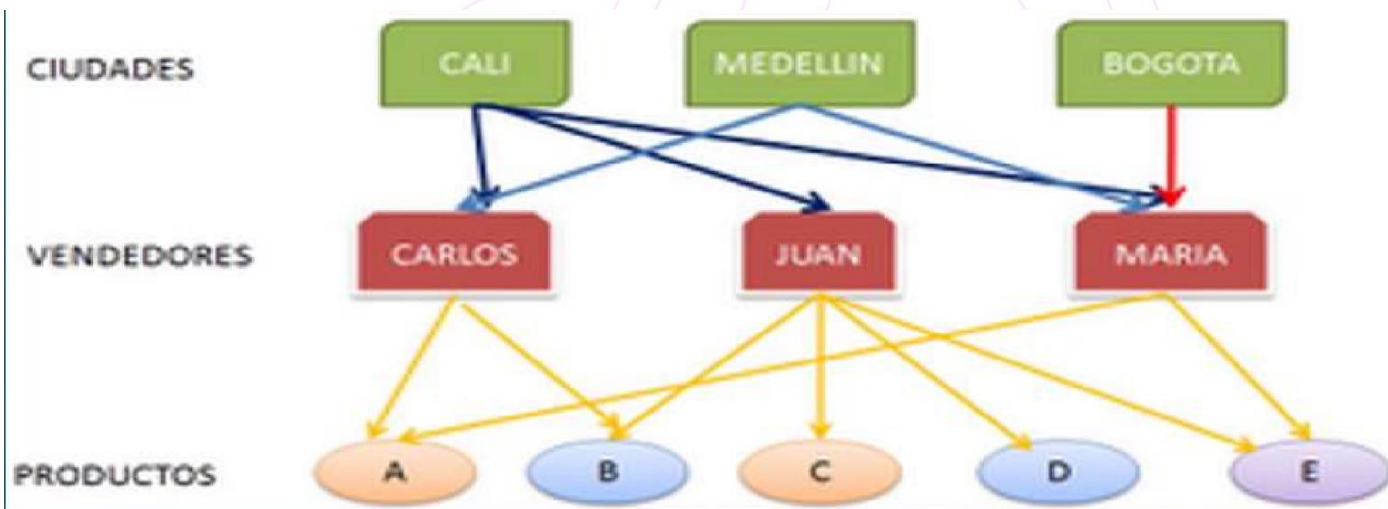 CIUDADES CALI MEDELLIN BOGOTA
VENDEDORES CARLOS JUAN MARIA
PRODUCTOS A B C D E